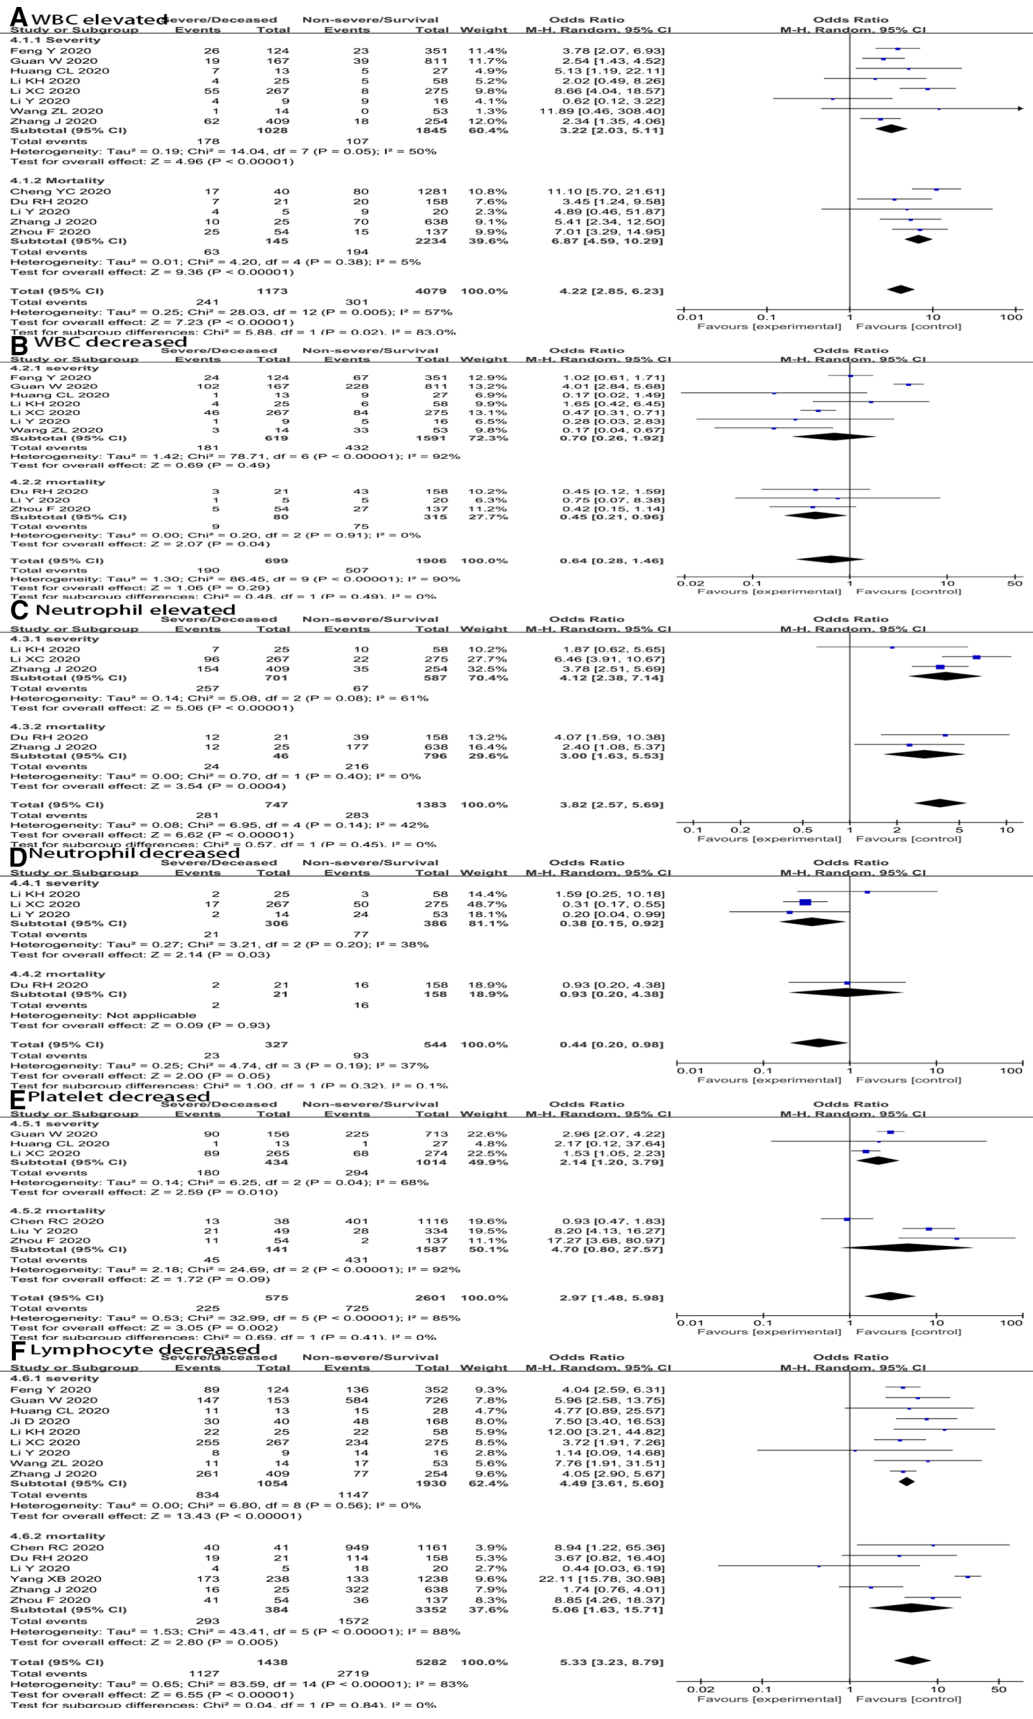 A WBC elevated
Severe/Deceased Non-severe/Survival Odds Ratio Odds Ratio
Study or Subgroup Events Total Events Total Weight M-H, Random, 95% CI M-H, Random, 95% CI
4.1.1 Severity
Feng Y 2020 26 124 23 351 11.4% 3.78 [2.07, 6.93]
Guan W 2020 19 167 39 811 11.7% 2.54 [1.43, 4.52]
Huang CL 2020 7 13 5 27 4.9% 5.13 [1.19, 22.11]
Li KH 2020 4 25 5 58 5.2% 2.02 [0.49, 8.26]
Li XC 2020 55 267 8 275 9.8% 8.66 [4.04, 18.57]
Li Y 2020 4 9 9 16 4.1% 0.62 [0.12, 3.22]
Wang ZL 2020 1 14 0 53 1.3% 11.89 [0.46, 308.40]
Zhang J 2020 62 409 18 254 12.0% 2.34 [1.35, 4.06]
Subtotal (95% CI) 1028 1845 60.4% 3.22 [2.03, 5.11]
Total events 178 107
Heterogeneity: Tau² = 0.19; Chi² = 14.04, df = 7 (P = 0.05); I² = 50%
Test for overall effect: Z = 4.96 (P < 0.00001)
4.1.2 Mortality
Cheng YC 2020 17 40 80 1281 10.8% 11.10 [5.70, 21.61]
Du RH 2020 7 21 20 158 7.6% 3.45 [1.24, 9.58]
Li Y 2020 4 5 9 20 2.3% 4.89 [0.46, 51.87]
Zhang J 2020 10 25 70 638 9.1% 5.41 [2.34, 12.50]
Zhou F 2020 25 54 15 137 9.9% 7.01 [3.29, 14.95]
Subtotal (95% CI) 145 2234 39.6% 6.87 [4.59, 10.29]
Total events 63 194
Heterogeneity: Tau² = 0.01; Chi² = 4.20, df = 4 (P = 0.38); I² = 5%
Test for overall effect: Z = 9.36 (P < 0.00001)
Total (95% CI) 1173 4079 100.0% 4.22 [2.85, 6.23]
Total events 241 301
Heterogeneity: Tau² = 0.25; Chi² = 28.03, df = 12 (P = 0.005); I² = 57%
Test for overall effect: Z = 7.23 (P < 0.00001)
Test for subgroup differences: Chi² = 5.88, df = 1 (P = 0.02), I² = 83.0%
0.01 0.1 1 10 100
Favours [experimental] Favours [control]
B WBC decreased
Severe/Deceased Non-severe/Survival Odds Ratio Odds Ratio
Study or Subgroup Events Total Events Total Weight M-H, Random, 95% CI M-H, Random, 95% CI
4.2.1 severity
Feng Y 2020 24 124 67 351 12.9% 1.02 [0.61, 1.71]
Guan W 2020 102 167 228 811 13.2% 4.01 [2.84, 5.68]
Huang CL 2020 1 13 9 27 4.7% 0.17 [0.02, 1.49]
Li KH 2020 4 25 6 58 8.8% 1.65 [0.42, 6.45]
Li XC 2020 46 267 84 275 13.1% 0.47 [0.31, 0.71]
Li Y 2020 1 9 5 16 4.4% 0.28 [0.03, 2.83]
Wang ZL 2020 3 14 33 53 9.8% 0.17 [0.04, 0.67]
Subtotal (95% CI) 619 1591 72.3% 0.70 [0.26, 1.92]
Total events 181 432
Heterogeneity: Tau² = 1.42; Chi² = 78.71, df = 6 (P < 0.00001); I² = 92%
Test for overall effect: Z = 0.69 (P = 0.49)
4.2.2 mortality
Du RH 2020 3 21 43 158 10.2% 0.45 [0.12, 1.59]
Li Y 2020 1 5 5 20 6.3% 0.75 [0.07, 8.38]
Zhou F 2020 5 54 27 137 11.2% 0.42 [0.15, 1.14]
Subtotal (95% CI) 80 315 27.7% 0.45 [0.21, 0.96]
Total events 9 75
Heterogeneity: Tau² = 0.00; Chi² = 0.20, df = 2 (P = 0.91); I² = 0%
Test for overall effect: Z = 2.07 (P = 0.04)
Total (95% CI) 699 1906 100.0% 0.64 [0.28, 1.46]
Total events 190 507
Heterogeneity: Tau² = 1.30; Chi² = 86.45, df = 9 (P < 0.00001); I² = 90%
Test for overall effect: Z = 1.06 (P = 0.29)
Test for subgroup differences: Chi² = 0.48, df = 1 (P = 0.49), I² = 0%
0.02 0.1 1 10 50
Favours [experimental] Favours [control]
C Neutrophil elevated
Severe/Deceased Non-severe/Survival Odds Ratio Odds Ratio
Study or Subgroup Events Total Events Total Weight M-H, Random, 95% CI M-H, Random, 95% CI
4.3.1 severity
Li KH 2020 7 25 10 58 10.2% 1.87 [0.62, 5.65]
Li XC 2020 96 267 22 275 27.7% 6.46 [3.91, 10.67]
Zhang J 2020 154 409 35 254 32.5% 3.78 [2.51, 5.69]
Subtotal (95% CI) 701 587 70.4% 4.12 [2.38, 7.14]
Total events 257 67
Heterogeneity: Tau² = 0.14; Chi² = 5.08, df = 2 (P = 0.08); I² = 61%
Test for overall effect: Z = 5.06 (P < 0.00001)
4.3.2 mortality
Du RH 2020 12 21 39 158 13.2% 4.07 [1.59, 10.38]
Zhang J 2020 12 25 177 638 16.4% 2.40 [1.08, 5.37]
Subtotal (95% CI) 46 796 29.6% 3.00 [1.63, 5.53]
Total events 24 216
Heterogeneity: Tau² = 0.00; Chi² = 0.70, df = 1 (P = 0.40); I² = 0%
Test for overall effect: Z = 3.54 (P = 0.0004)
Total (95% CI) 747 1383 100.0% 3.82 [2.57, 5.69]
Total events 281 283
Heterogeneity: Tau² = 0.08; Chi² = 6.95, df = 4 (P = 0.14); I² = 42%
Test for overall effect: Z = 6.62 (P < 0.00001)
Test for subgroup differences: Chi² = 0.57, df = 1 (P = 0.45), I² = 0%
0.1 0.2 0.5 1 2 5 10
Favours [experimental] Favours [control]
D Neutrophil decreased
Severe/Deceased Non-severe/Survival Odds Ratio Odds Ratio
Study or Subgroup Events Total Events Total Weight M-H, Random, 95% CI M-H, Random, 95% CI
4.4.1 severity
Li KH 2020 2 25 3 58 14.4% 1.59 [0.25, 10.18]
Li XC 2020 17 267 50 275 48.7% 0.31 [0.17, 0.55]
Li Y 2020 2 14 24 53 18.1% 0.20 [0.04, 0.99]
Subtotal (95% CI) 306 386 81.1% 0.38 [0.15, 0.92]
Total events 21 77
Heterogeneity: Tau² = 0.27; Chi² = 3.21, df = 2 (P = 0.20); I² = 38%
Test for overall effect: Z = 2.14 (P = 0.03)
4.4.2 mortality
Du RH 2020 2 21 16 158 18.9% 0.93 [0.20, 4.38]
Subtotal (95% CI) 21 158 18.9% 0.93 [0.20, 4.38]
Total events 2 16
Heterogeneity: Not applicable
Test for overall effect: Z = 0.09 (P = 0.93)
Total (95% CI) 327 544 100.0% 0.44 [0.20, 0.98]
Total events 23 93
Heterogeneity: Tau² = 0.25; Chi² = 4.74, df = 3 (P = 0.19); I² = 37%
Test for overall effect: Z = 2.00 (P = 0.05)
Test for subgroup differences: Chi² = 1.00, df = 1 (P = 0.32), I² = 0.1%
0.01 0.1 1 10 100
Favours [experimental] Favours [control]
E Platelet decreased
Severe/Deceased Non-severe/Survival Odds Ratio Odds Ratio
Study or Subgroup Events Total Events Total Weight M-H, Random, 95% CI M-H, Random, 95% CI
4.5.1 severity
Guan W 2020 90 156 225 713 22.6% 2.96 [2.07, 4.22]
Huang CL 2020 1 13 1 27 4.8% 2.17 [0.12, 37.64]
Li XC 2020 89 265 68 274 22.5% 1.53 [1.05, 2.23]
Subtotal (95% CI) 434 1014 49.9% 2.14 [1.20, 3.79]
Total events 180 294
Heterogeneity: Tau² = 0.14; Chi² = 6.25, df = 2 (P = 0.04); I² = 68%
Test for overall effect: Z = 2.59 (P = 0.010)
4.5.2 mortality
Chen RC 2020 13 38 401 1116 19.6% 0.93 [0.47, 1.83]
Liu Y 2020 21 49 28 334 19.5% 8.20 [4.13, 16.27]
Zhou F 2020 11 54 2 137 11.1% 17.27 [3.68, 80.97]
Subtotal (95% CI) 141 1587 50.1% 4.70 [0.80, 27.57]
Total events 45 431
Heterogeneity: Tau² = 2.18; Chi² = 24.69, df = 2 (P < 0.00001); I² = 92%
Test for overall effect: Z = 1.72 (P = 0.09)
Total (95% CI) 575 2601 100.0% 2.97 [1.48, 5.98]
Total events 225 725
Heterogeneity: Tau² = 0.53; Chi² = 32.99, df = 5 (P < 0.00001); I² = 85%
Test for overall effect: Z = 3.05 (P = 0.002)
Test for subgroup differences: Chi² = 0.69, df = 1 (P = 0.41), I² = 0%
0.01 0.1 1 10 100
Favours [experimental] Favours [control]
F Lymphocyte decreased
Severe/Deceased Non-severe/Survival Odds Ratio Odds Ratio
Study or Subgroup Events Total Events Total Weight M-H, Random, 95% CI M-H, Random, 95% CI
4.6.1 severity
Feng Y 2020 89 124 136 352 9.3% 4.04 [2.59, 6.31]
Guan W 2020 147 153 584 726 7.9% 5.96 [2.58, 13.75]
Huang CL 2020 11 13 15 28 4.7% 4.77 [0.89, 25.57]
Ji D 2020 30 40 48 168 8.0% 7.50 [3.40, 16.53]
Li KH 2020 22 25 22 58 6.0% 12.00 [3.21, 44.82]
Li XC 2020 255 267 234 275 8.5% 3.72 [1.91, 7.26]
Li Y 2020 8 9 14 16 2.8% 1.14 [0.09, 14.68]
Wang ZL 2020 11 14 17 53 5.6% 7.76 [1.91, 31.51]
Zhang J 2020 261 409 77 254 9.6% 4.05 [2.90, 5.67]
Subtotal (95% CI) 1054 1930 62.4% 4.49 [3.61, 5.60]
Total events 834 1147
Heterogeneity: Tau² = 0.00; Chi² = 6.80, df = 8 (P = 0.56); I² = 0%
Test for overall effect: Z = 13.43 (P < 0.00001)
4.6.2 mortality
Chen RC 2020 40 41 949 1161 3.9% 8.94 [1.22, 65.36]
Du RH 2020 19 21 114 158 5.3% 3.67 [0.82, 16.40]
Li Y 2020 4 5 18 20 2.4% 0.44 [0.03, 6.19]
Yang XB 2020 173 238 133 1238 9.6% 22.11 [15.78, 30.98]
Zhang J 2020 16 25 322 638 7.9% 1.74 [0.76, 4.01]
Zhou F 2020 41 54 36 137 8.3% 8.85 [4.26, 18.37]
Subtotal (95% CI) 384 3352 37.6% 5.06 [1.63, 15.71]
Total events 293 1572
Heterogeneity: Tau² = 1.53; Chi² = 43.41, df = 5 (P < 0.00001); I² = 88%
Test for overall effect: Z = 2.80 (P = 0.005)
Total (95% CI) 1438 5282 100.0% 5.33 [3.23, 8.79]
Total events 1127 2719
Heterogeneity: Tau² = 0.65; Chi² = 83.59, df = 14 (P < 0.00001); I² = 83%
Test for overall effect: Z = 6.55 (P < 0.00001)
Test for subgroup differences: Chi² = 0.04, df = 1 (P = 0.84), I² = 0%
0.02 0.1 1 10 50
Favours [experimental] Favours [control]